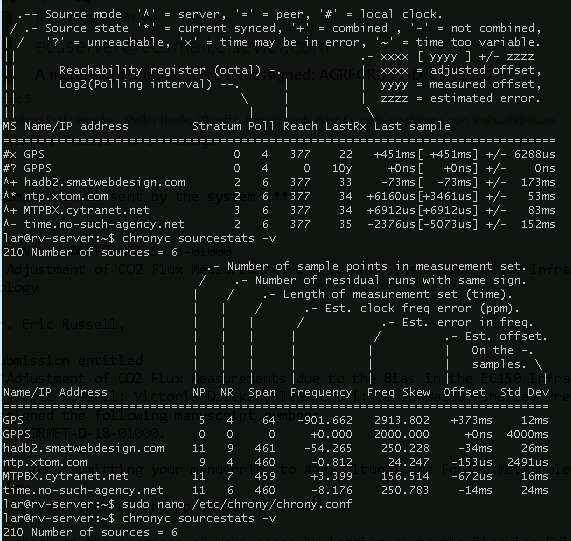 .-- Source mode '^' = server, '=' = peer, '#' = local clock.
/ .- Source state '*' = current synced, '+' = combined , '-' = not combined,
| / '?' = unreachable, 'x' = time may be in error, '~' = time too variable.
|| .- xxxx [ yyyy ] +/- zzzz
|| Reachability register (octal) -. | xxxx = adjusted offset,
|| Log2(Polling interval) --. | | yyyy = measured offset,
|| \ | | zzzz = estimated error.
|| | | \
MS Name/IP address Stratum Poll Reach LastRx Last sample
===============================================================================
#x GPS 0 4 377 22 +451ms[ +451ms] +/- 6288us
#? GPPS 0 4 0 10y +0ns[ +0ns] +/- 0ns
^+ hadb2.smatwebdesign.com 2 6 377 33 -73ms[ -73ms] +/- 173ms
^* ntp.xtom.com 2 6 377 34 +6160us[+3461us] +/- 53ms
^+ MTPBX.cytranet.net 3 6 377 34 +6912us[+6912us] +/- 83ms
^- time.no-such-agency.net 2 6 377 35 -2376us[-5073us] +/- 152ms
lar@rv-server:~$ chronyc sourcestats -v
210 Number of sources = 6
.- Number of sample points in measurement set.
/ .- Number of residual runs with same sign.
| / .- Length of measurement set (time).
| | / .- Est. clock freq error (ppm).
| | | / .- Est. error in freq.
| | | | / .- Est. offset.
| | | | | | On the -.
| | | | | | samples. \
| | | | | | |
Name/IP Address NP NR Span Frequency Freq Skew Offset Std Dev
==============================================================================
GPS 5 4 64 -901.662 2913.802 +373ms 12ms
GPPS 0 0 0 +0.000 2000.000 +0ns 4000ms
hadb2.smatwebdesign.com 11 9 461 -54.265 250.228 -34ms 26ms
ntp.xtom.com 9 4 460 -0.812 24.247 -153us 2491us
MTPBX.cytranet.net 11 7 459 +3.399 156.514 -672us 16ms
time.no-such-agency.net 11 6 460 -8.176 250.783 -14ms 24ms
lar@rv-server:~$ sudo nano /etc/chrony/chrony.conf
lar@rv-server:~$ chronyc sourcestats -v
210 Number of sources = 6